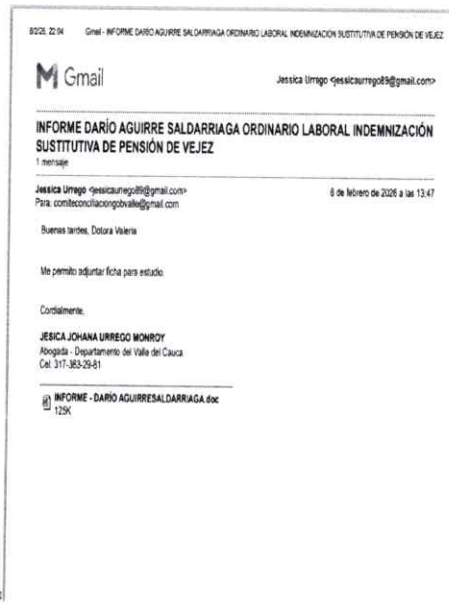 8/2/26, 22:04 Gmail - INFORME DARÍO AGUIRRE SALDARRIAGA ORDINARIO LABORAL INDEMNIZACIÓN SUSTITUTIVA DE PENSIÓN DE VEJEZ
Gmail
Jessica Urrego <jessicaurrego89@gmail.com>
INFORME DARÍO AGUIRRE SALDARRIAGA ORDINARIO LABORAL INDEMNIZACIÓN
SUSTITUTIVA DE PENSIÓN DE VEJEZ
1 mensaje
Jessica Urrego <jessicaurrego89@gmail.com> 6 de febrero de 2026 a las 13:47
Para: comiteconciliaciongobvalle@gmail.com
Buenas tardes, Dotora Valeria
Me permito adjuntar ficha para estudio.
Cordialmente,
JESICA JOHANA URREGO MONROY
Abogada - Departamento del Valle del Cauca
Cel. 317-383-29-81
INFORME - DARÍO AGUIRRESALDARRIAGA.doc
125K